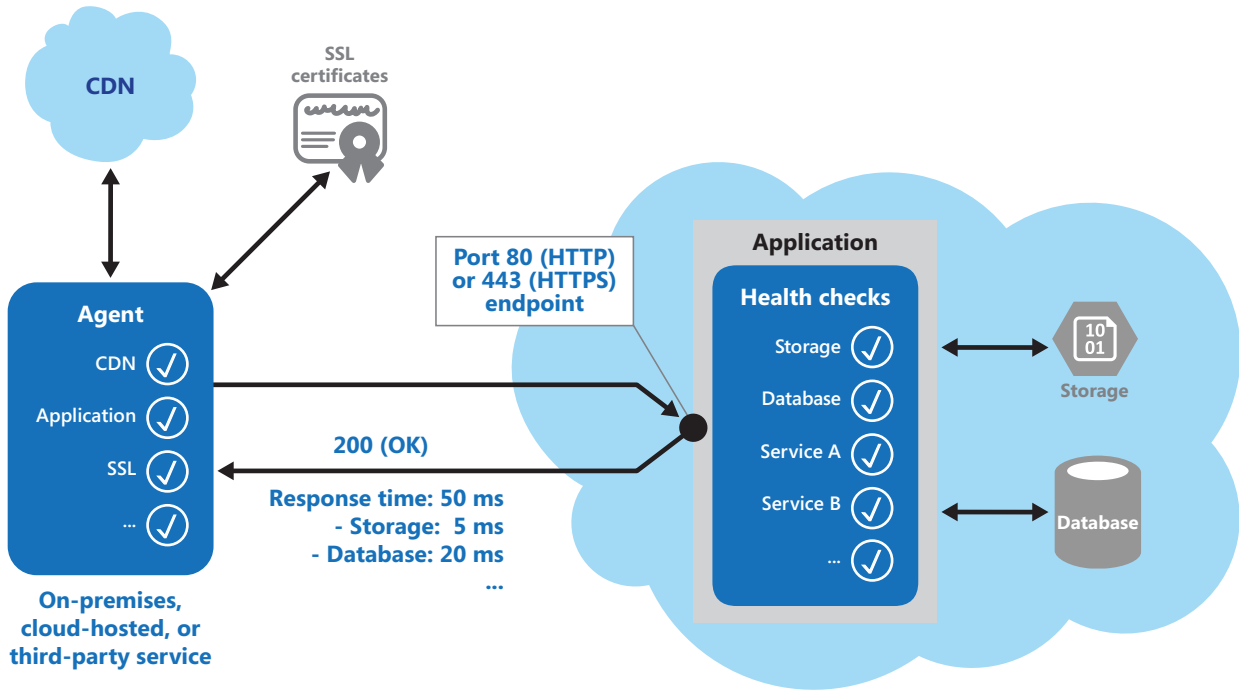 CDN
SSL
certificates
Agent
CDN
Application
SSL
...
On-premises,
cloud-hosted, or
third-party service
200 (OK)
Response time: 50 ms
- Storage: 5 ms
- Database: 20 ms
...
Port 80 (HTTP)
or 443 (HTTPS)
endpoint
Application
Health checks
Storage
Database
Service A
Service B
...
10
01
Storage
Database